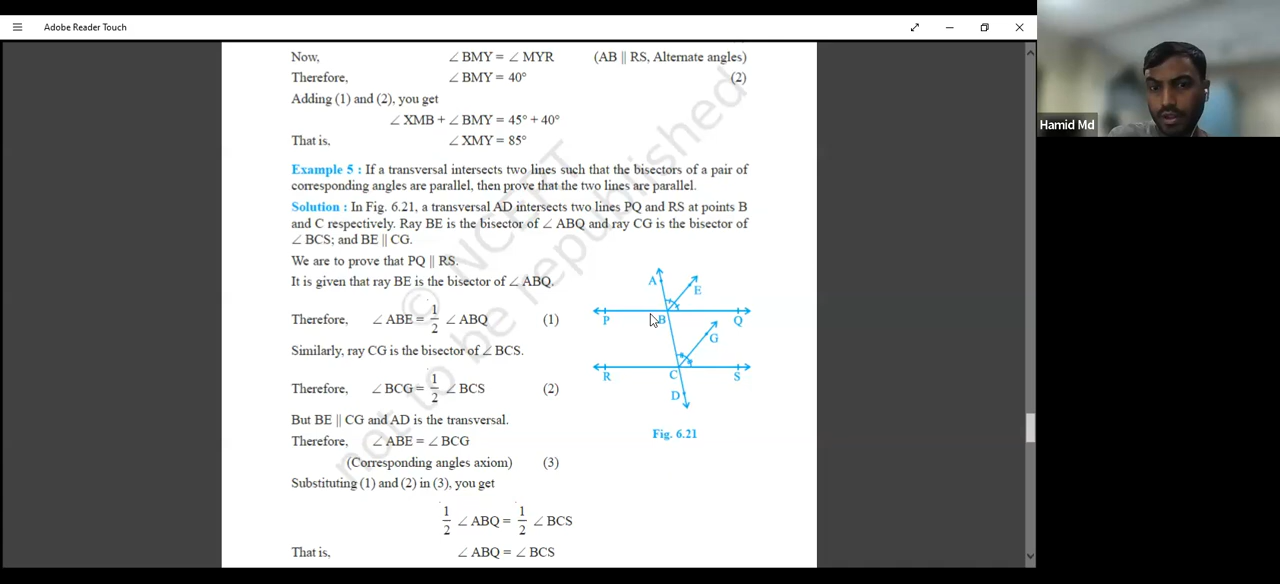 Adobe Reader Touch
Hamid Md
Now, ∠ BMY = ∠ MYR (AB || RS, Alternate angles)
Therefore, ∠ BMY = 40° (2)
Adding (1) and (2), you get
∠ XMB + ∠ BMY = 45° + 40°
That is, ∠ XMY = 85°
Example 5 : If a transversal intersects two lines such that the bisectors of a pair of
corresponding angles are parallel, then prove that the two lines are parallel.
Solution : In Fig. 6.21, a transversal AD intersects two lines PQ and RS at points B
and C respectively. Ray BE is the bisector of ∠ ABQ and ray CG is the bisector of
∠ BCS; and BE || CG.
We are to prove that PQ || RS.
It is given that ray BE is the bisector of ∠ ABQ.
Therefore, ∠ ABE = 1/2 ∠ ABQ (1)
Similarly, ray CG is the bisector of ∠ BCS.
Therefore, ∠ BCG = 1/2 ∠ BCS (2)
But BE || CG and AD is the transversal.
Therefore, ∠ ABE = ∠ BCG
(Corresponding angles axiom) (3)
Substituting (1) and (2) in (3), you get
1/2 ∠ ABQ = 1/2 ∠ BCS
That is, ∠ ABQ = ∠ BCS
A
E
P B Q
G
R C S
D
Fig. 6.21
© NCERT
not to be republished